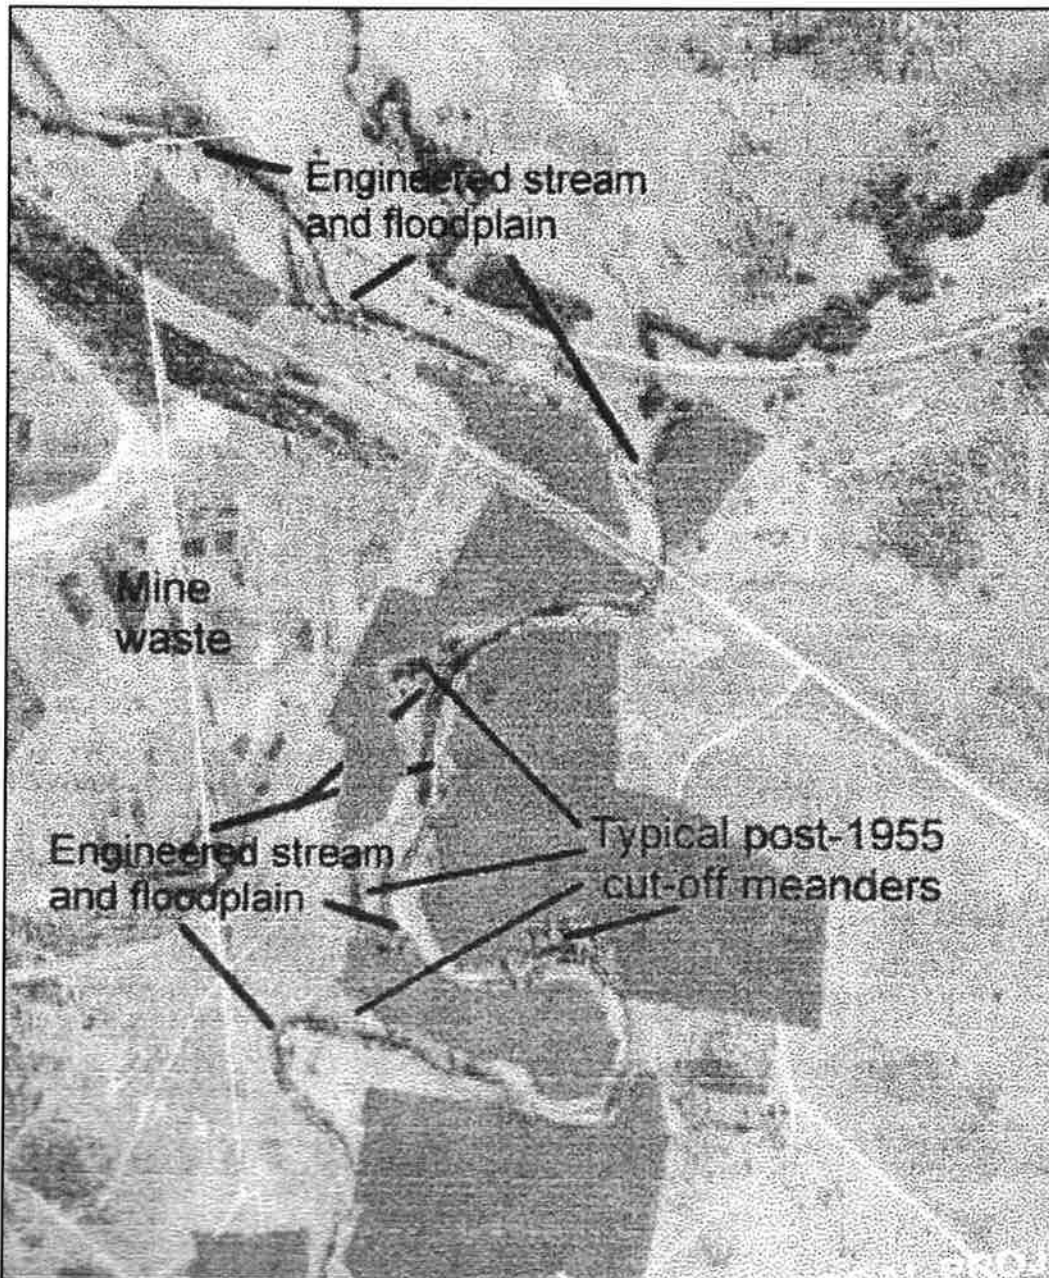 Engineered stream
and floodplain
Mine
waste
Engineered stream
and floodplain
Typical post-1955
cut-off meanders